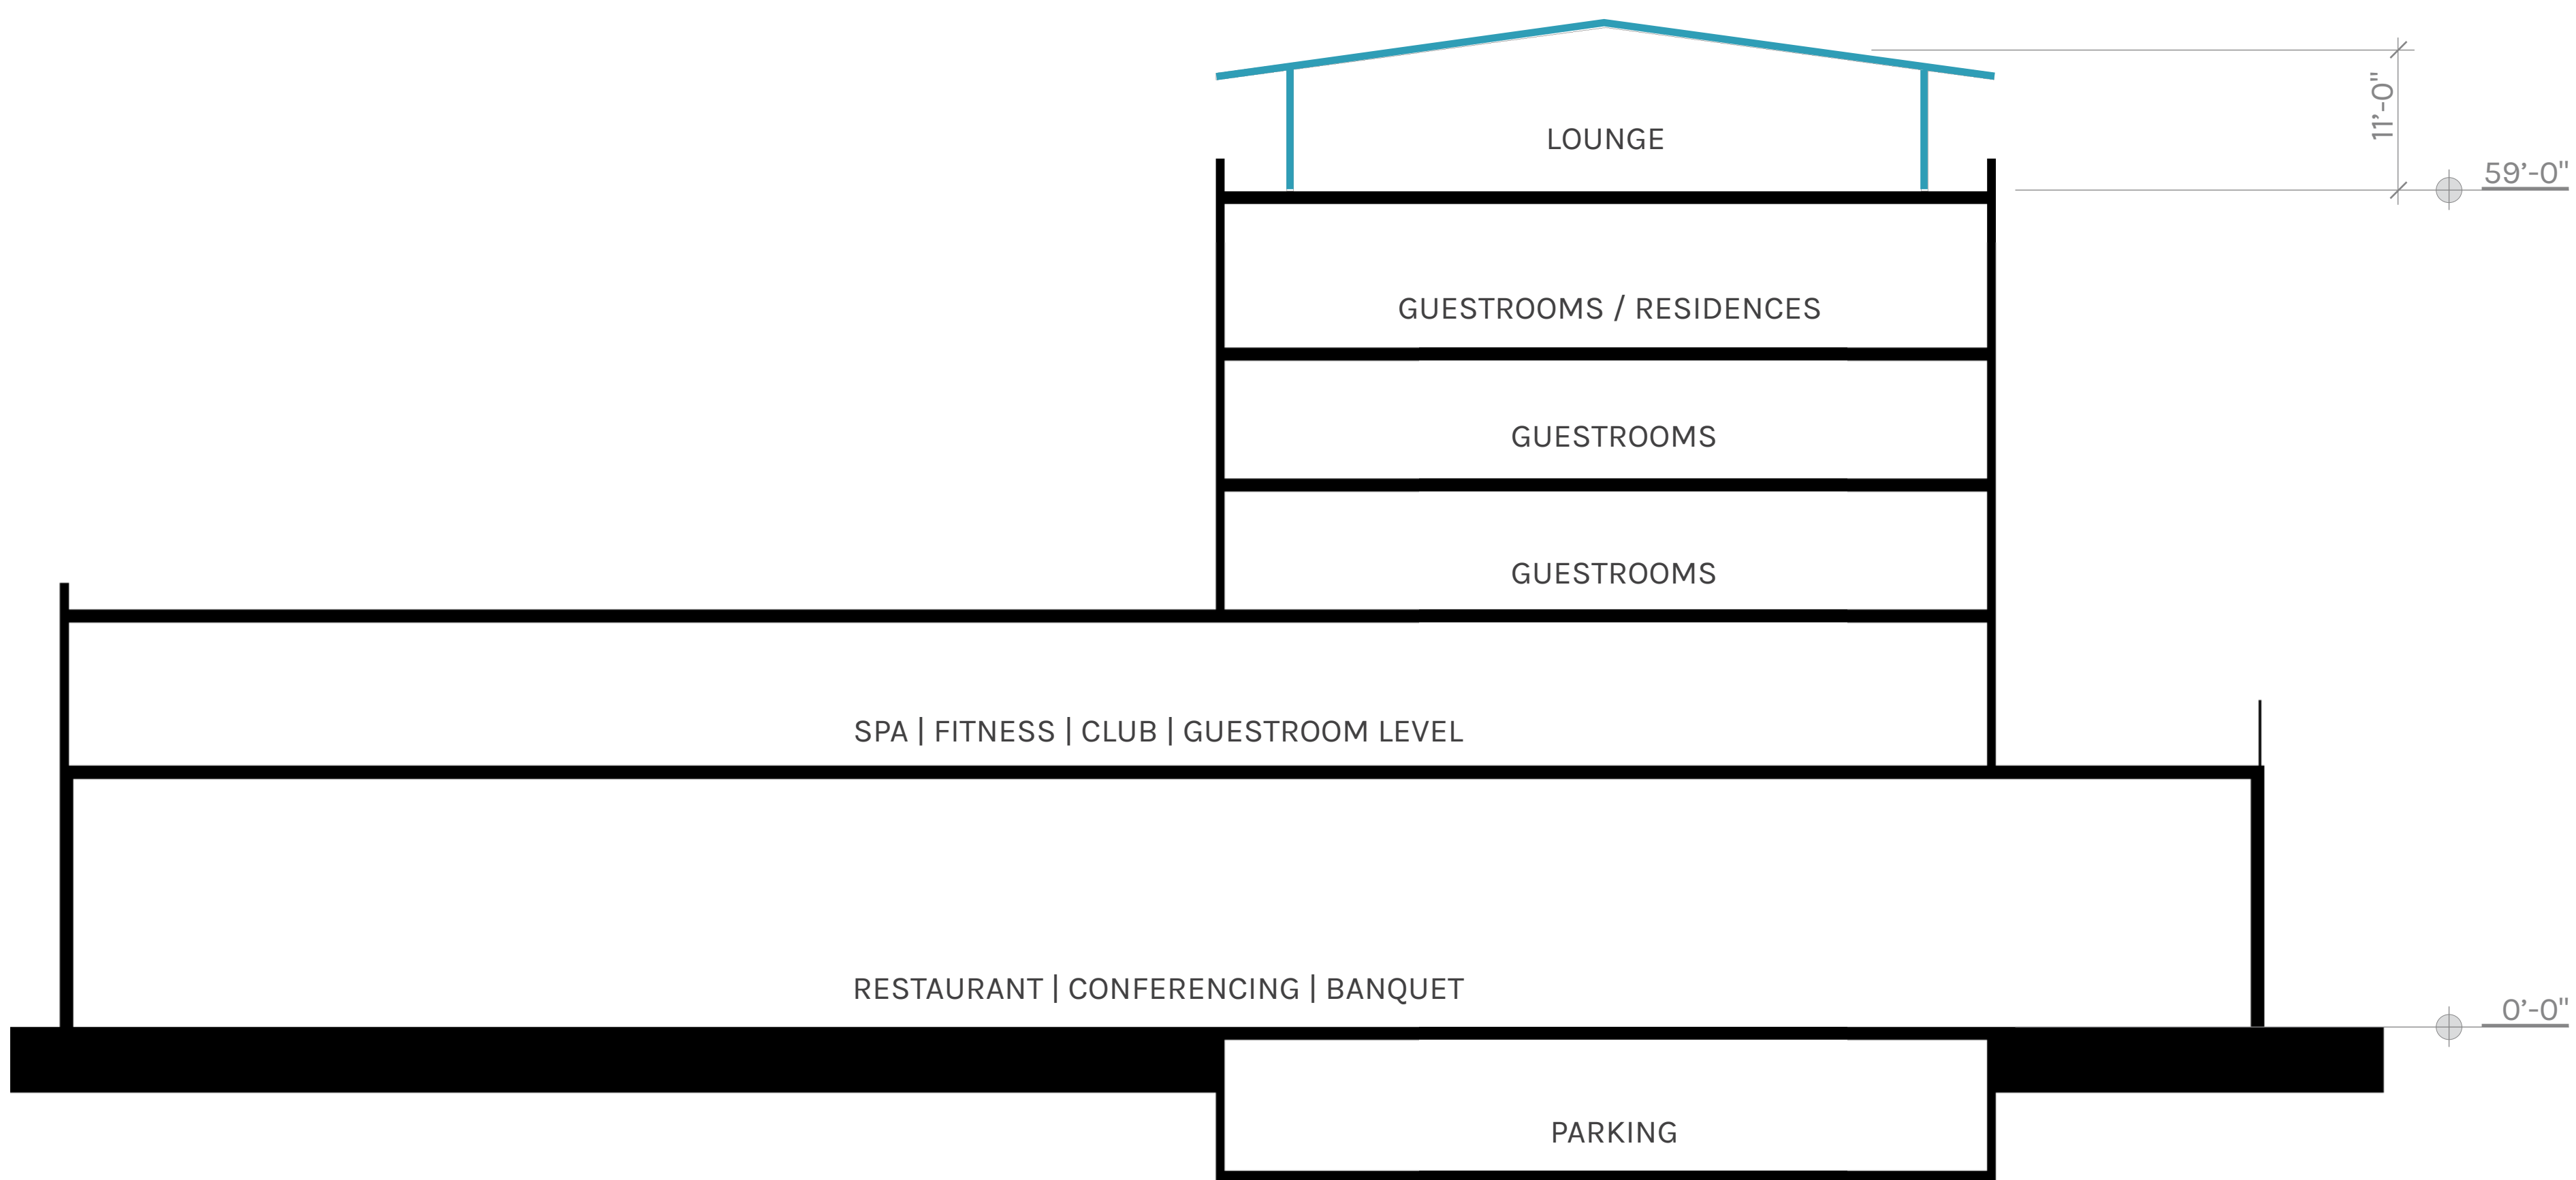 LOUNGE
11’-0"
59’-0"
GUESTROOMS / RESIDENCES
GUESTROOMS
GUESTROOMS
SPA | FITNESS | CLUB | GUESTROOM LEVEL
RESTAURANT | CONFERENCING | BANQUET
0’-0"
PARKING